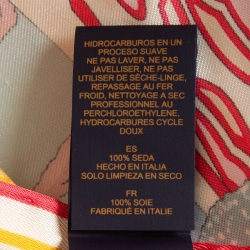 HIDROCARBUROS EN UN
PROCESO SUAVE
NE PAS LAVER, NE PAS
JAVELLISER, NE PAS
UTILISER DE SÈCHE-LINGE,
REPASSAGE AU FER
FROID, NETTOYAGE A SEC
PROFESSIONNEL AU
PERCHLOROETHYLENE,
HYDROCARBURES CYCLE
DOUX
ES
100% SEDA
HECHO EN ITALIA
SOLO LIMPIEZA EN SECO
FR
100% SOIE
FABRIQUÉ EN ITALIE